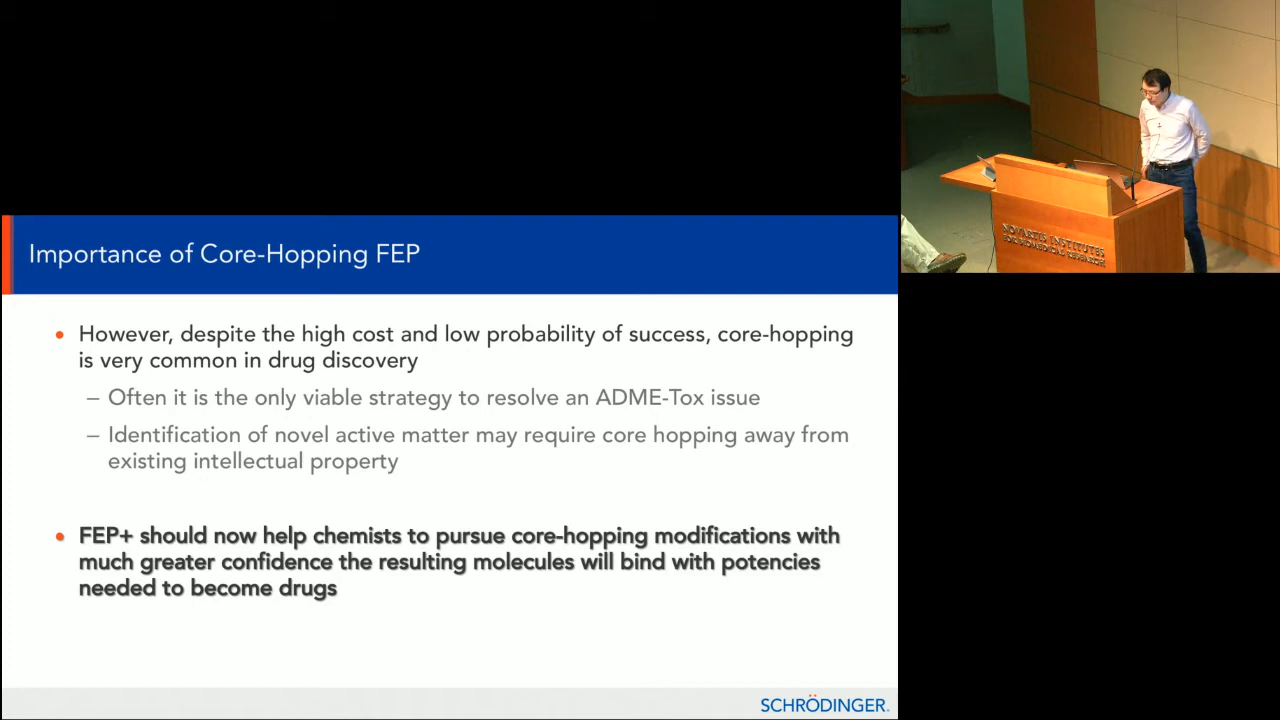 Importance of Core-Hopping FEP
• However, despite the high cost and low probability of success, core-hopping
is very common in drug discovery
– Often it is the only viable strategy to resolve an ADME-Tox issue
– Identification of novel active matter may require core hopping away from
existing intellectual property
• FEP+ should now help chemists to pursue core-hopping modifications with
much greater confidence the resulting molecules will bind with potencies
needed to become drugs
SCHRÖDINGER.
NOVARTIS INSTITUTES
FOR BIOMEDICAL RESEARCH